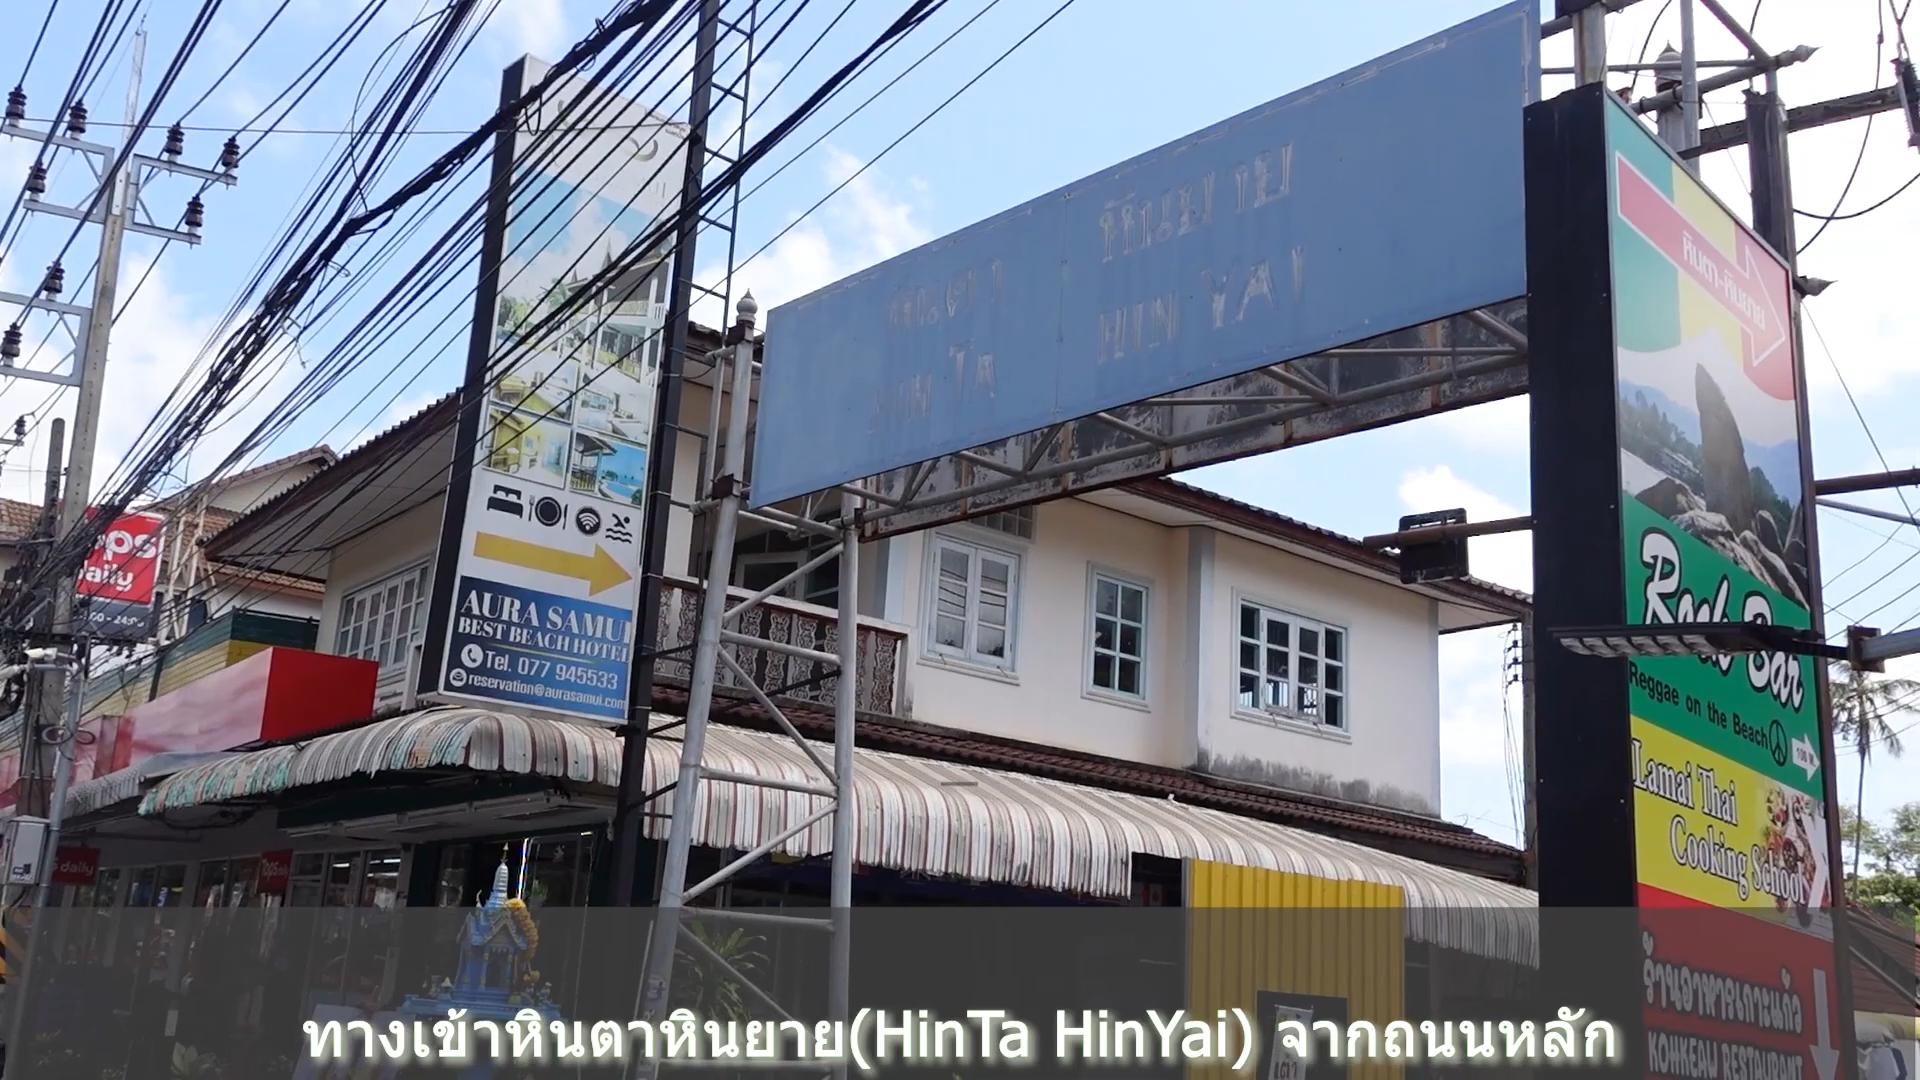 หินตา
HIN TA
หินยาย
HIN YAI
หินตา-หินยาย
Rock Bar
Reggae on the Beach
100 M.
Lamai Thai
Cooking School
ร้านอาหารเกาะแก้ว
KOHKEAW RESTAURANT
AURA SAMUI
BEST BEACH HOTEL
Tel. 077 945533
reservation@aurasamui.com
tops
daily
ทางเข้าหินตาหินยาย(HinTa HinYai) จากถนนหลัก